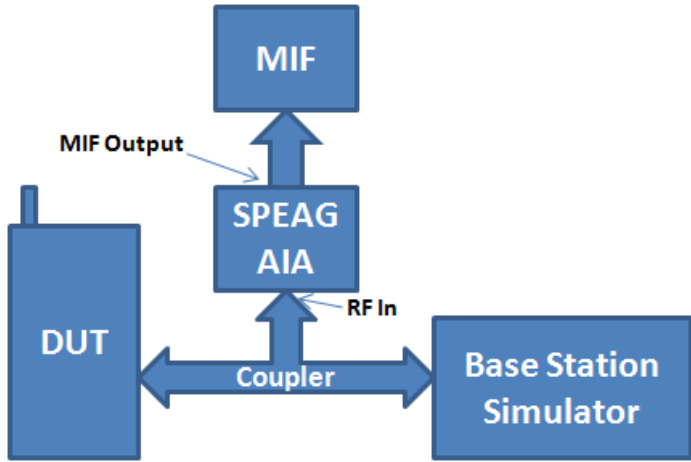 MIF
MIF Output
SPEAG
AIA
RF In
DUT
Coupler
Base Station
Simulator